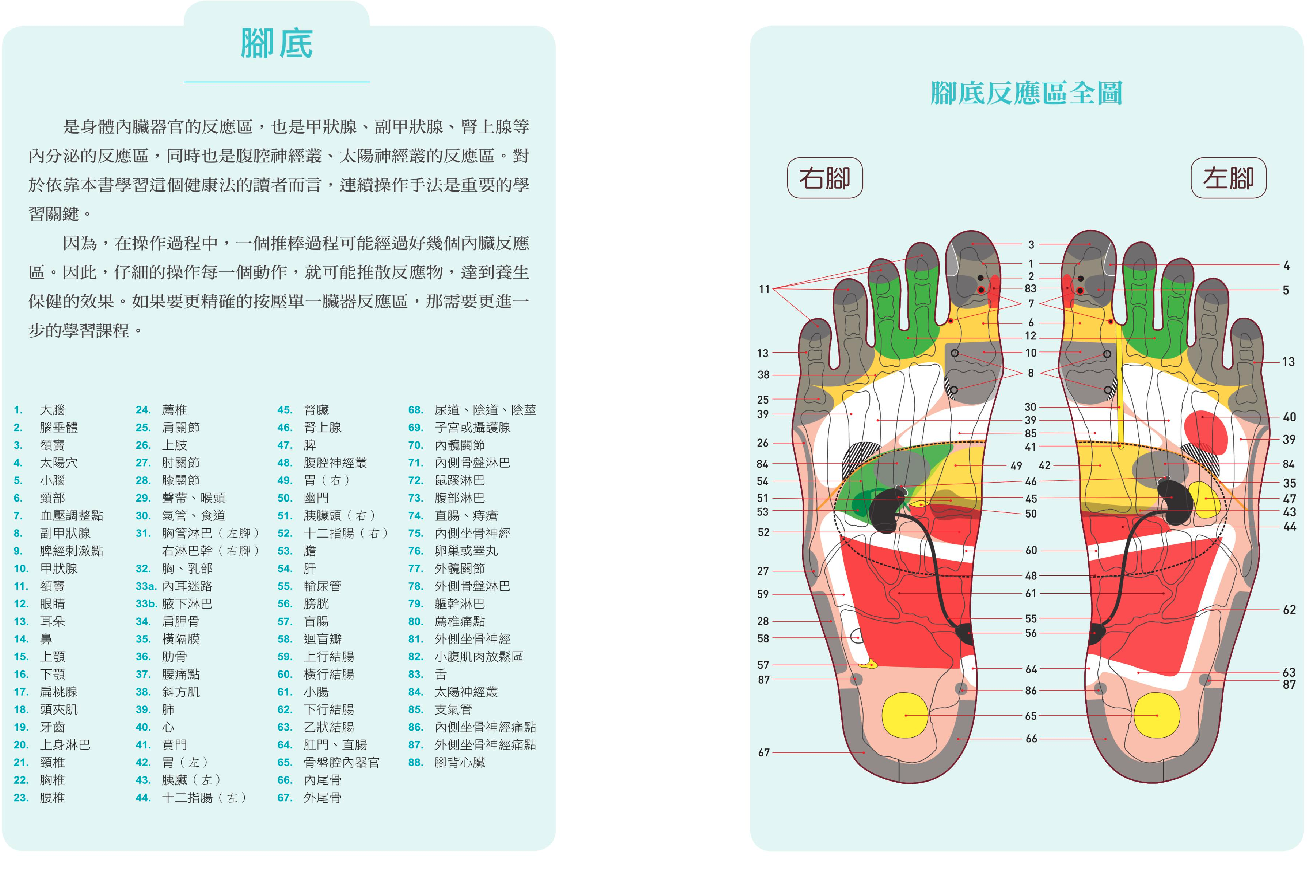 腳底
是身體內臟器官的反應區，也是甲狀腺、副甲狀腺、腎上腺等
內分泌的反應區，同時也是腹腔神經叢、太陽神經叢的反應區。對
於依靠本書學習這個健康法的讀者而言，連續操作手法是重要的學
習關鍵。
因為，在操作過程中，一個推棒過程可能經過好幾個內臟反應
區。因此，仔細的操作每一個動作，就可能推散反應物，達到養生
保健的效果。如果要更精確的按壓單一臟器反應區，那需要更進一
步的學習課程。
1. 大腦
2. 腦垂體
3. 額竇
4. 太陽穴
5. 小腦
6. 頸部
7. 血壓調整點
8. 副甲狀腺
9. 脾經刺激點
10. 甲狀腺
11. 額竇
12. 眼睛
13. 耳朵
14. 鼻
15. 上顎
16. 下顎
17. 扁桃腺
18. 頭夾肌
19. 牙齒
20. 上身淋巴
21. 頸椎
22. 胸椎
23. 腰椎
24. 薦椎
25. 肩關節
26. 上肢
27. 肘關節
28. 膝關節
29. 聲帶、喉頭
30. 氣管、食道
31. 胸管淋巴（左腳）
右淋巴幹（右腳）
32. 胸、乳部
33a. 內耳迷路
33b. 腋下淋巴
34. 肩胛骨
35. 橫隔膜
36. 肋骨
37. 腰痛點
38. 斜方肌
39. 肺
40. 心
41. 賁門
42. 胃（左）
43. 胰臟（左）
44. 十二指腸（左）
45. 腎臟
46. 腎上腺
47. 脾
48. 腹腔神經叢
49. 胃（右）
50. 幽門
51. 胰臟頭（右）
52. 十二指腸（右）
53. 膽
54. 肝
55. 輸尿管
56. 膀胱
57. 盲腸
58. 迴盲瓣
59. 上行結腸
60. 橫行結腸
61. 小腸
62. 下行結腸
63. 乙狀結腸
64. 肛門、直腸
65. 骨盤腔內器官
66. 內尾骨
67. 外尾骨
68. 尿道、陰道、陰莖
69. 子宮或攝護腺
70. 內髖關節
71. 內側骨盤淋巴
72. 鼠蹊淋巴
73. 腹部淋巴
74. 直腸、痔瘡
75. 內側坐骨神經
76. 卵巢或睪丸
77. 外髖關節
78. 外側骨盤淋巴
79. 軀幹淋巴
80. 薦椎痛點
81. 外側坐骨神經
82. 小腹肌肉放鬆區
83. 舌
84. 太陽神經叢
85. 支氣管
86. 內側坐骨神經痛點
87. 外側坐骨神經痛點
88. 腳背心臟
腳底反應區全圖
右腳
左腳
11
13
38
25
39
26
84
54
51
53
52
27
59
28
58
57
87
67
3
1
2
83
7
6
12
10
8
30
39
85
41
49
42
46
45
50
60
48
61
55
56
64
86
65
66
4
5
13
40
39
84
35
47
43
44
62
63
87